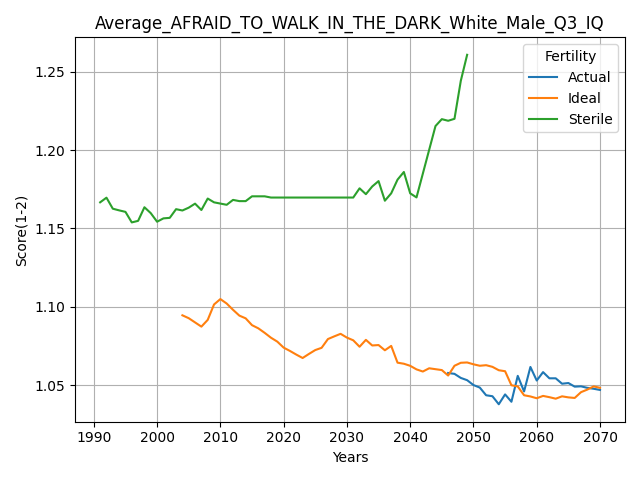 Average_AFRAID_TO_WALK_IN_THE_DARK_White_Male_Q3_IQ
Fertility
Actual
Ideal
Sterile
Score(1-2)
1.25
1.20
1.15
1.10
1.05
1990
2000
2010
2020
2030
2040
2050
2060
2070
Years